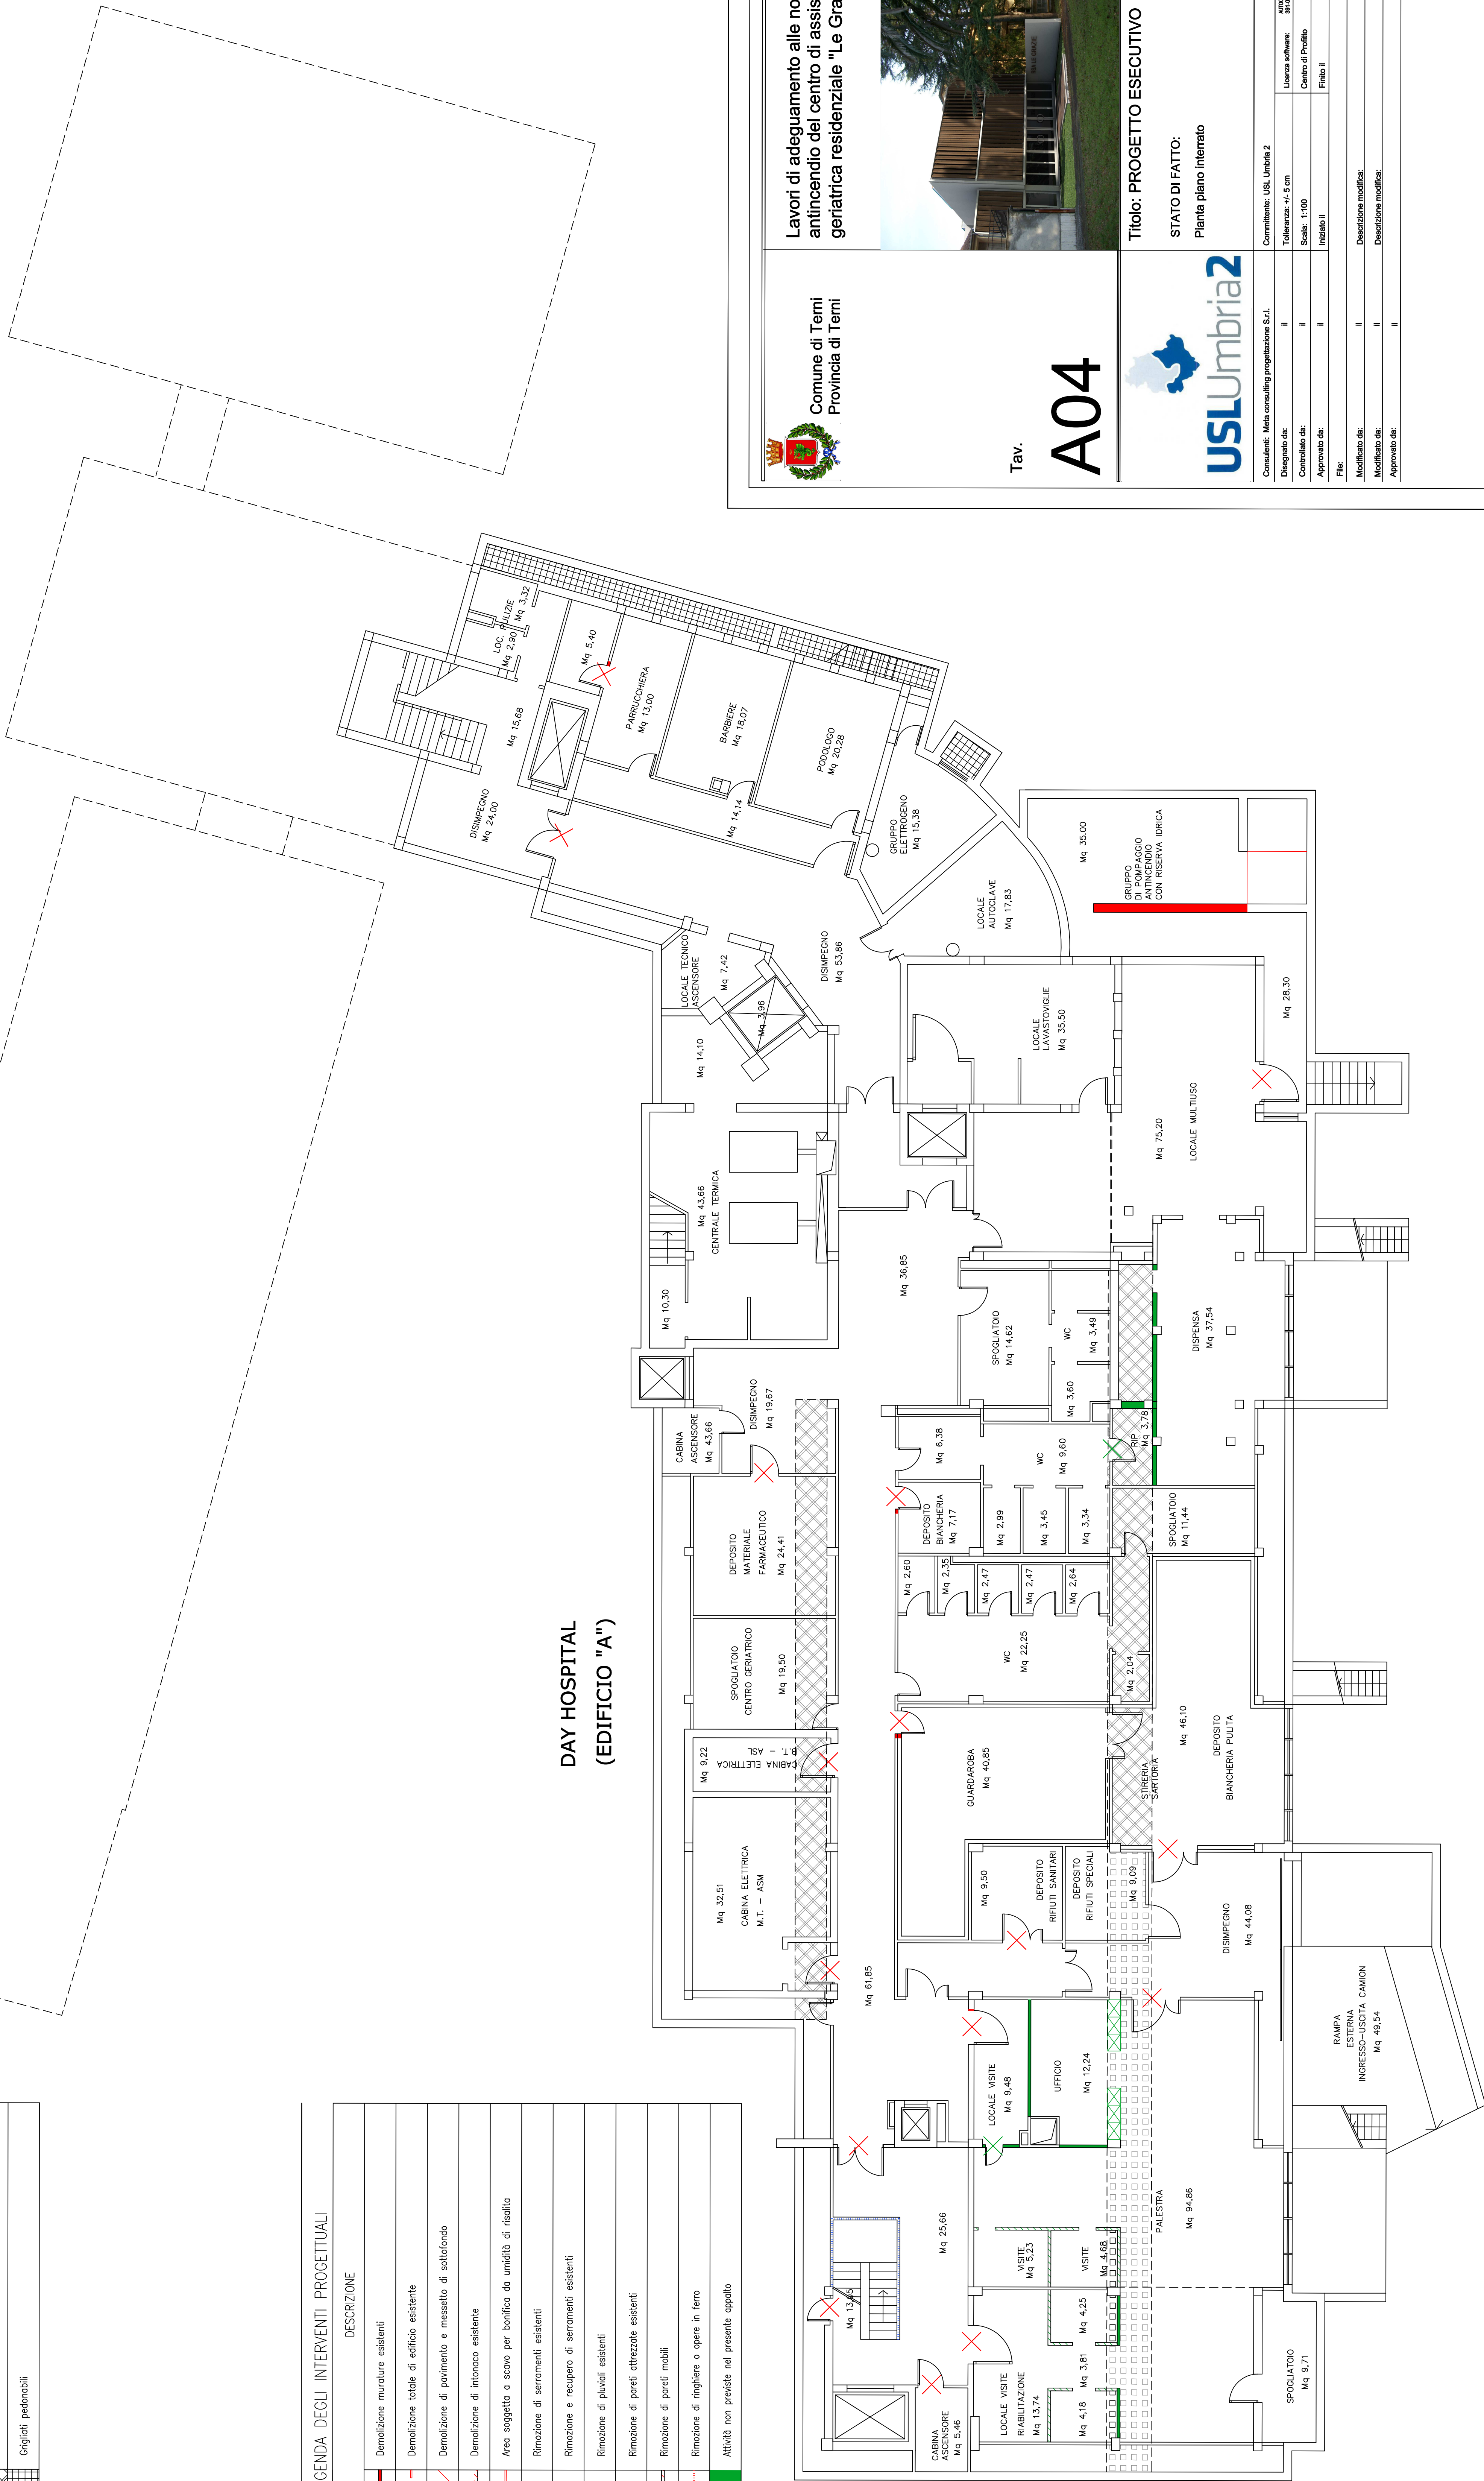 Grigliati pedonabili
GENDA DEGLI INTERVENTI PROGETTUALI
DESCRIZIONE
Demolizione murature esistenti
Demolizione totale di edificio esistente
Demolizione di pavimento e messetto di sottofondo
Demolizione di intonaco esistente
Area soggetta a scavo per bonifica da umidità di risalita
Rimozione di serramenti esistenti
Rimozione e recupero di serramenti esistenti
Rimozione di pluviali esistenti
Rimozione di pareti attrezzate esistenti
Rimozione di pareti mobili
Rimozione di ringhiere o opere in ferro
Attività non previste nel presente appalto
DAY HOSPITAL
(EDIFICIO "A")
LOC. PULIZIE
Mq 2,90
Mq 3,32
Mq 15,68
Mq 5,40
DISIMPEGNO
Mq 24,00
PARRUCCHIERA
Mq 13,00
BARBIERE
Mq 18,07
PODOLOGO
Mq 20,28
Mq 14,14
GRUPPO
ELETTROGENO
Mq 15,38
LOCALE
AUTOCLAVE
Mq 17,83
Mq 35.00
GRUPPO
DI POMPAGGIO
ANTINCENDIO
CON RISERVA IDRICA
LOCALE TECNICO
ASCENSORE
Mq 7,42
Mq 3,96
DISIMPEGNO
Mq 53,86
Mq 14,10
LOCALE
LAVASTOVIGLIE
Mq 35.50
Mq 28,30
Mq 43,66
CENTRALE TERMICA
Mq 10,30
Mq 75,20
LOCALE MULTIUSO
Mq 36,85
SPOGLIATOIO
Mq 14,62
WC
Mq 3,49
Mq 3,60
DISPENSA
Mq 37,54
CABINA
ASCENSORE
Mq 43,66
DISIMPEGNO
Mq 19,67
Mq 6,38
WC
Mq 9,60
RIP
Mq 3,78
DEPOSITO
MATERIALE
FARMACEUTICO
Mq 24,41
DEPOSITO
BIANCHERIA
Mq 7,17
Mq 2,99
Mq 3,45
Mq 3,34
SPOGLIATOIO
Mq 11,44
Mq 2,60
Mq 2,35
Mq 2,47
Mq 2,47
Mq 2,64
SPOGLIATOIO
CENTRO GERIATRICO
Mq 19,50
WC
Mq 22,25
Mq 2,04
Mq 9,22
CABINA ELETTRICA
B.T. - ASL
GUARDAROBA
Mq 40,85
STIRERIA
SARTORIA
Mq 46,10
DEPOSITO
BIANCHERIA PULITA
Mq 32,51
CABINA ELETTRICA
M.T. - ASM
Mq 9,50
DEPOSITO
RIFIUTI SANITARI
DEPOSITO
RIFIUTI SPECIALI
Mq 9,09
DISIMPEGNO
Mq 44,08
Mq 61,85
LOCALE VISITE
Mq 9,48
UFFICIO
Mq 12,24
RAMPA
ESTERNA
INGRESSO-USCITA CAMION
Mq 49,54
Mq 25,66
VISITE
Mq 5,23
VISITE
Mq 4,68
PALESTRA
Mq 94,86
CABINA
ASCENSORE
Mq 5,46
LOCALE VISITE
RIABILITAZIONE
Mq 13,74
Mq 4,25
Mq 3,81
Mq 4,18
SPOGLIATOIO
Mq 9,71
Comune di Terni
Provincia di Terni
Lavori di adeguamento alle no
antincendio del centro di assis
geriatrica residenziale "Le Gra
Tav.
A04
Titolo: PROGETTO ESECUTIVO
STATO DI FATTO:
Pianta piano interrato
USLUmbria2
Consulenti: Meta consulting progettazione S.r.l.
Committente: USL Umbria 2
Disegnato da: il
Tolleranza: +/- 5 cm
Licenza software:
Controllato da: il
Scala: 1:100
Centro di Profitto
Approvato da: il
Iniziato il
Finito il
File:
Modificato da: il
Descrizione modifica:
Modificato da: il
Descrizione modifica:
Approvato da: il